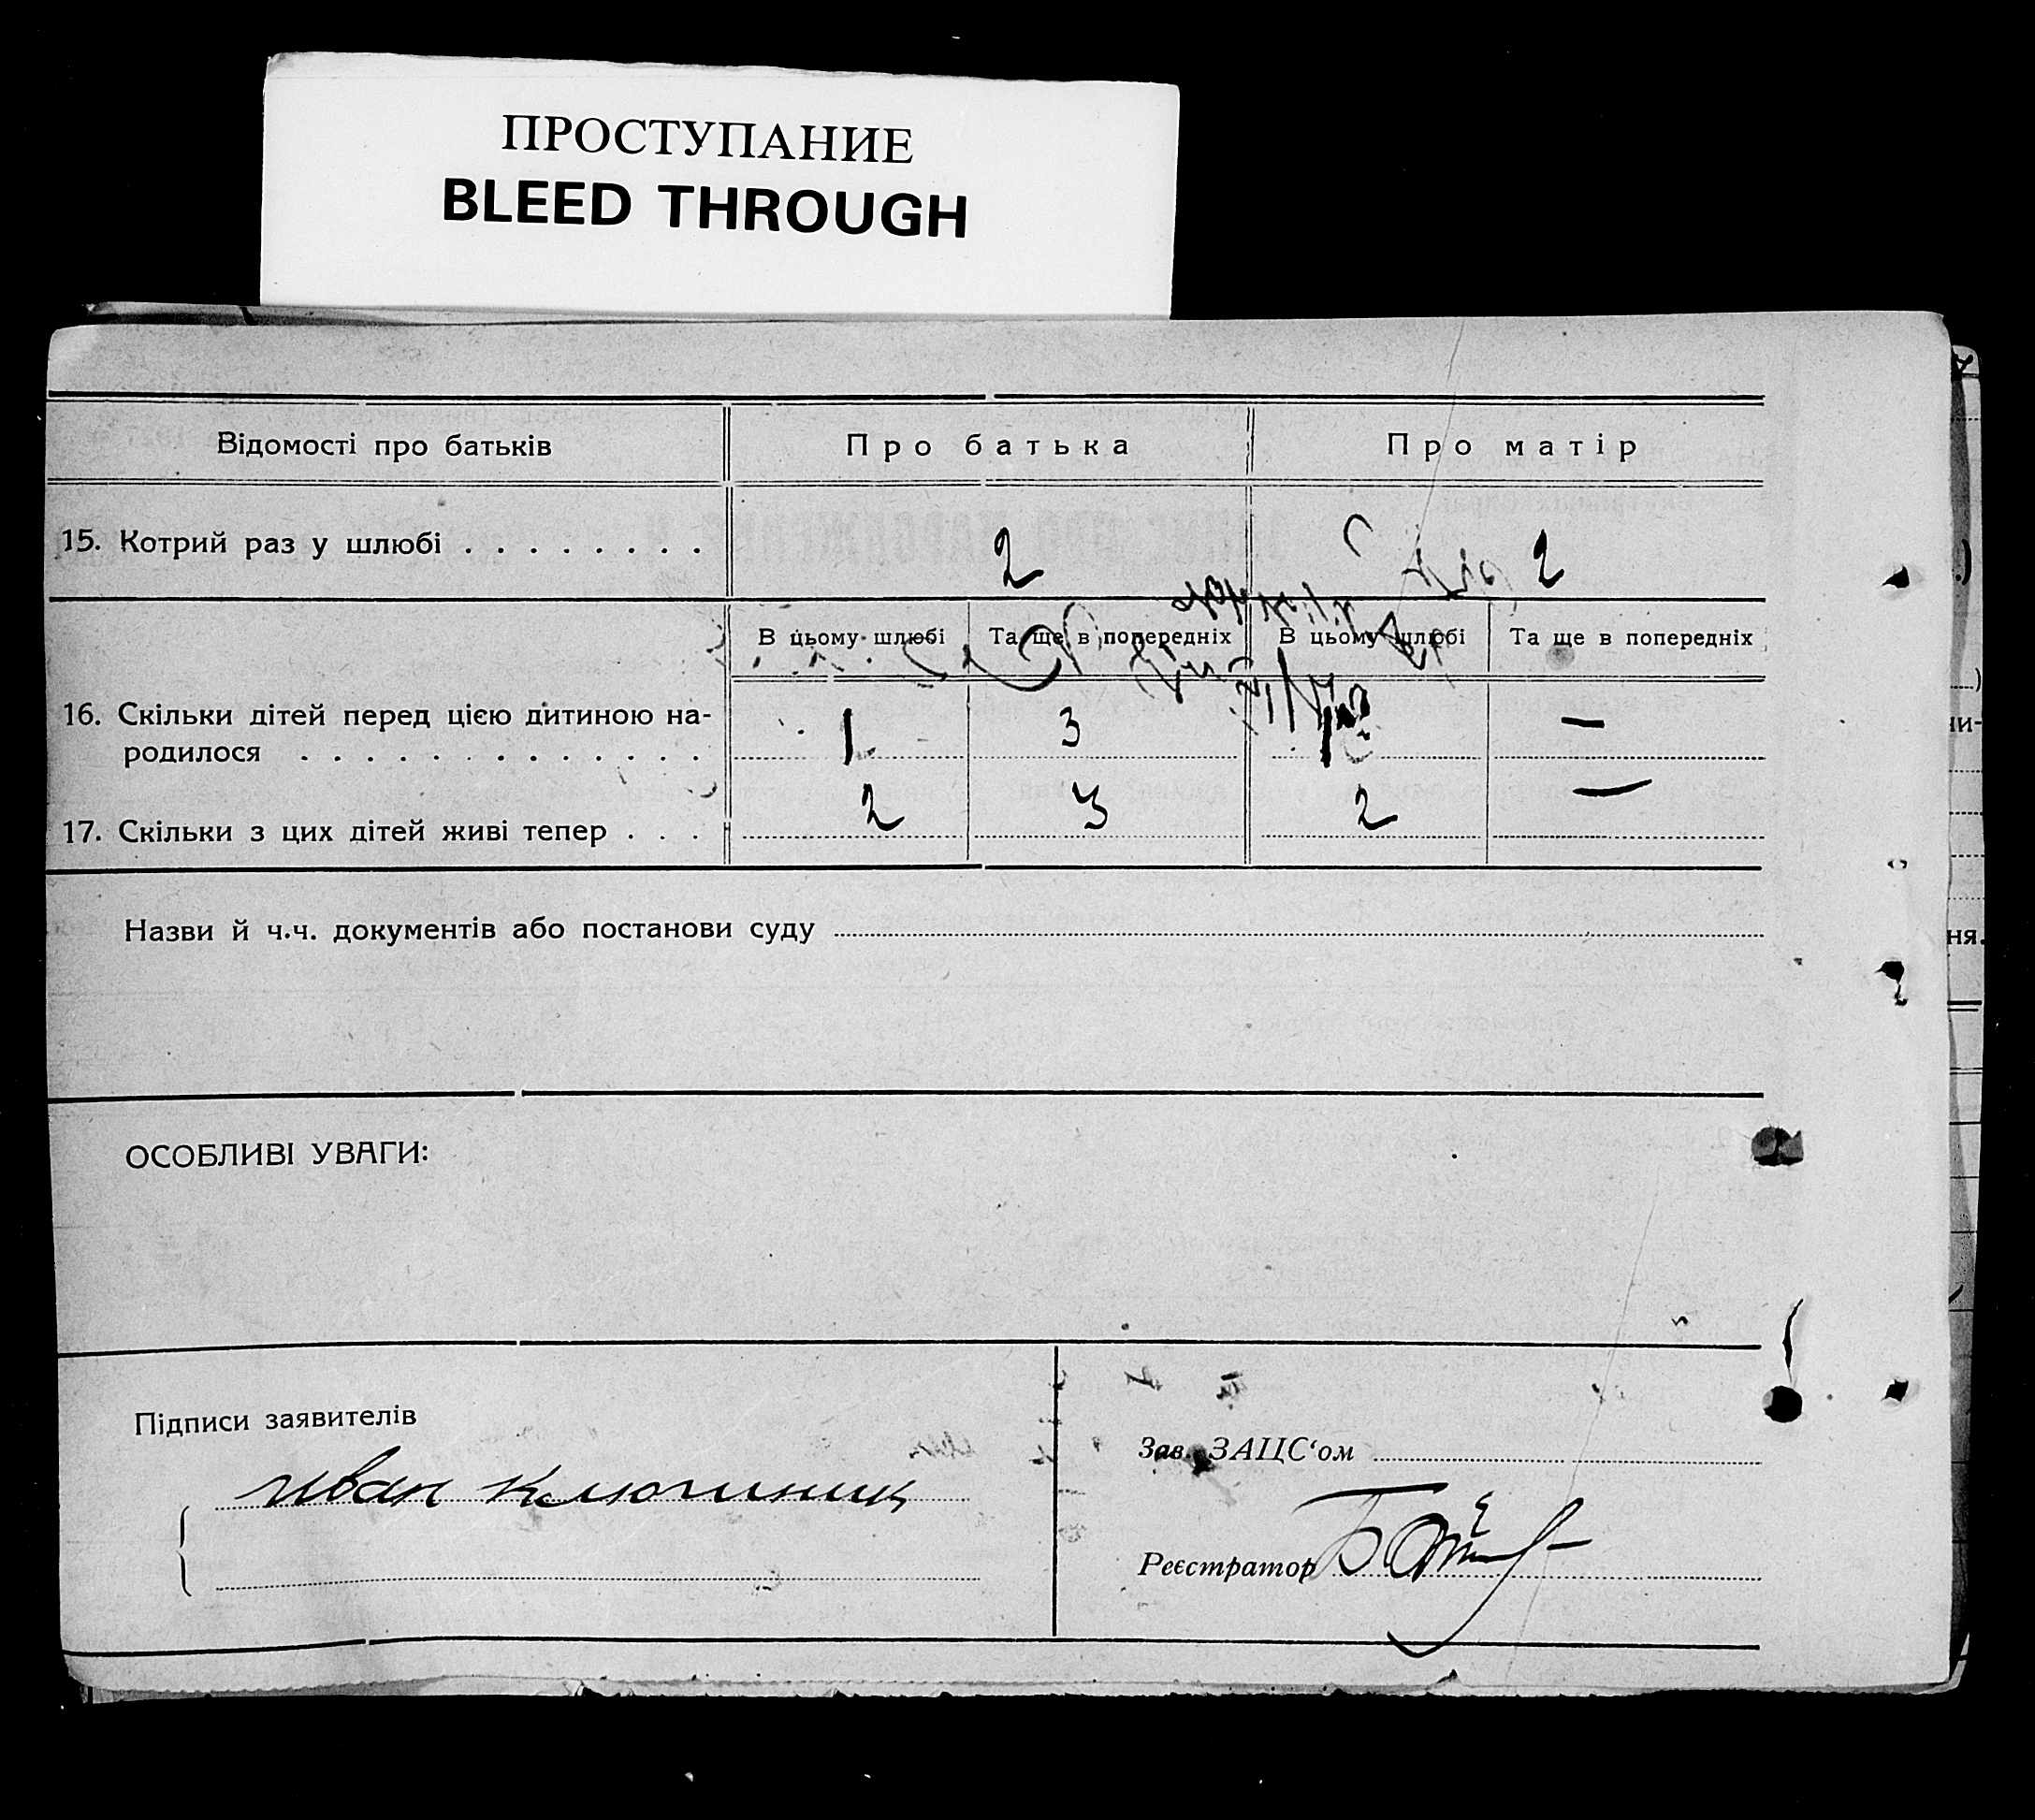 ПРОСТУПАНИЕ
BLEED THROUGH
Відомості про батьків Про батька Про матір
15. Котрий раз у шлюбі . . . . . . . . 2 2
В цьому шлюбі Та ще в попередніх В цьому шлюбі Та ще в попередніх
16. Скільки дітей перед цією дитиною на-
родилося . . . . . . . . . . . . . 1 3 1 —
17. Скільки з цих дітей живі тепер . . . 2 3 2 —
Назви й ч.ч. документів або постанови суду
ОСОБЛИВІ УВАГИ:
Підписи заявителів
Зав. ЗАЦС‘ом
Иван
Реєстратор